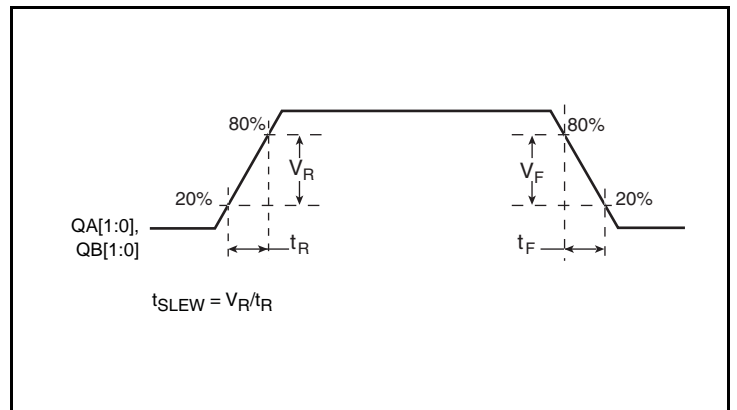 80%
80%
V_R
V_F
20%
20%
QA[1:0],
QB[1:0]
t_R
t_F
t_SLEW = V_R/t_R